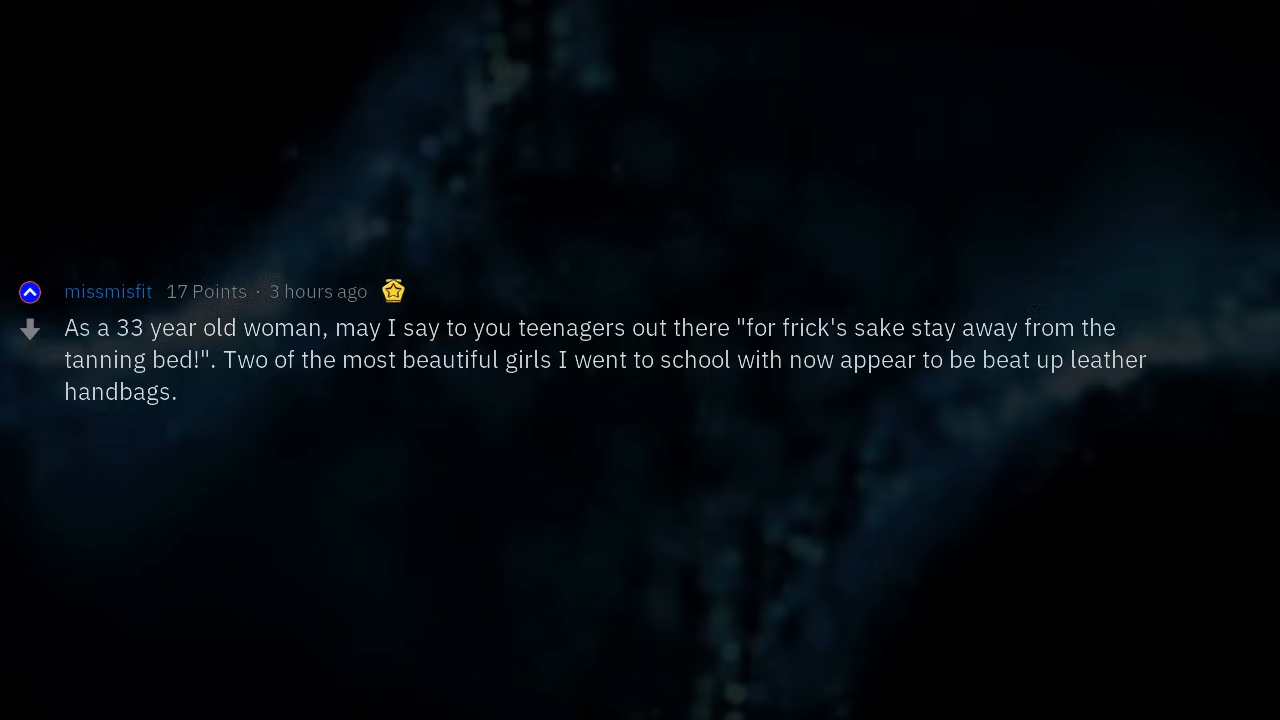 missmisfit 17 Points · 3 hours ago
As a 33 year old woman, may I say to you teenagers out there "for frick's sake stay away from the
tanning bed!". Two of the most beautiful girls I went to school with now appear to be beat up leather
handbags.